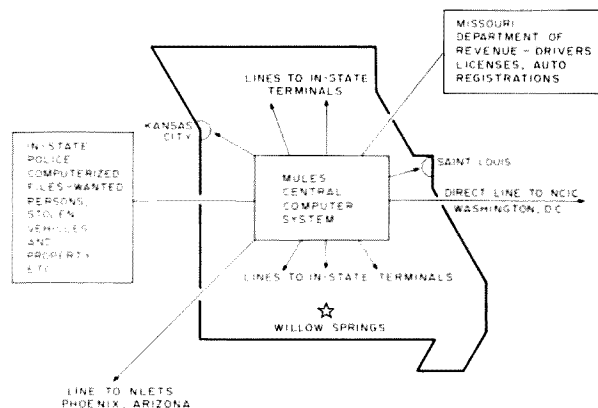 MISSOURI
DEPARTMENT OF
REVENUE - DRIVERS
LICENSES, AUTO
REGISTRATIONS
LINES TO IN-STATE
TERMINALS
KANSAS
CITY
IN-STATE
POLICE
COMPUTERIZED
FILES-WANTED
PERSONS,
STOLEN
VEHICLES
AND
PROPERTY
ETC.
MULES
CENTRAL
COMPUTER
SYSTEM
SAINT LOUIS
DIRECT LINE TO NCIC
WASHINGTON, D.C
LINES TO IN-STATE TERMINALS
WILLOW SPRINGS
LINE TO NLETS
PHOENIX, ARIZONA